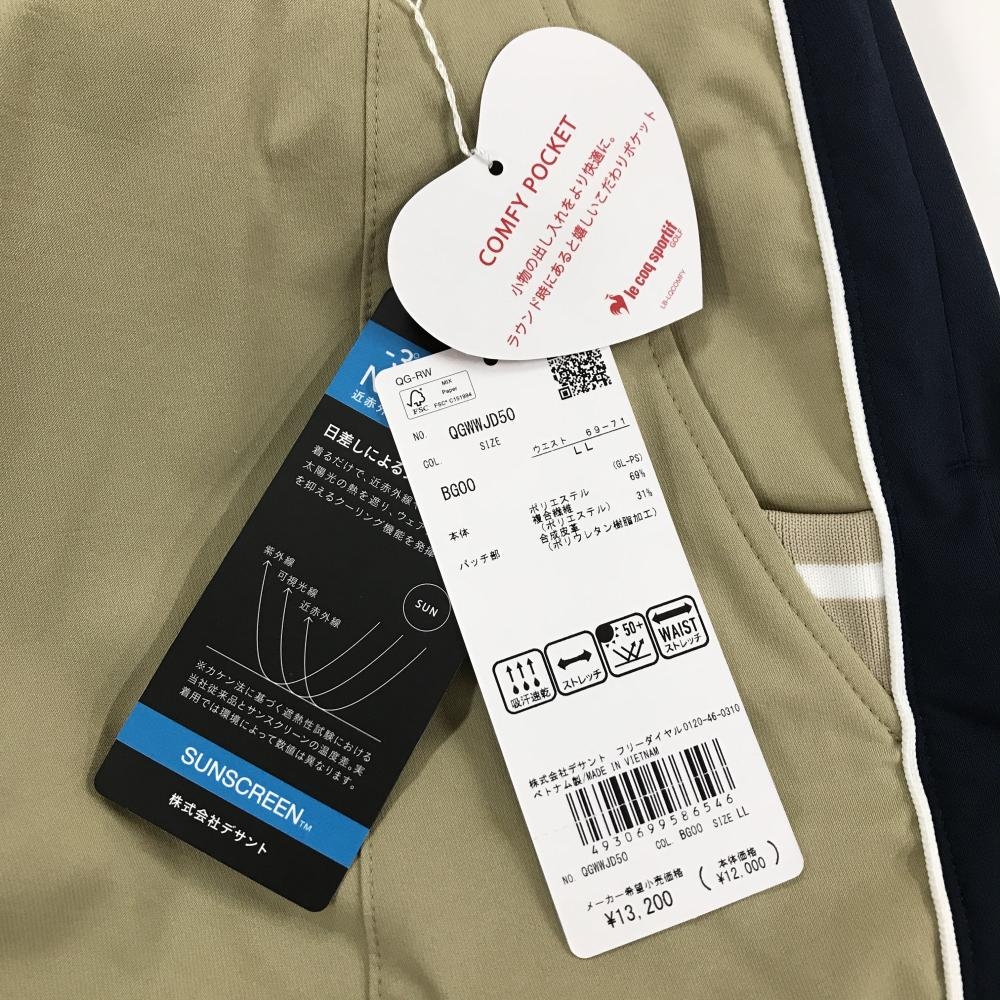 COMFY POCKET
小物の出し入れをより快適に。
ラウンド時にあると嬉しいこだわりポケット
le coq sportif
GOLF
LB-LQCOMFY
-3°
近赤外
日差しによる
着るだけで、近赤外線
太陽光の熱を遮り、ウェア
を抑えるクーリング機能を発揮
紫外線
可視光線
近赤外線
SUN
※カケン法に基づく遮熱性試験における
当社従来品とサンスクリーンの温度差。実
着用では環境によって数値は異なります。
SUNSCREEN™
株式会社デサント
QG-RW
FSC
MIX
Paper
FSC® C151984
NO. QGWWJD50
SIZE
COL.
ウエスト 69-71
LL
BG00
(GL-PS)
本体 ポリエステル 69%
複合繊維 31%
(ポリエステル)
パッチ部 合成皮革
(ポリウレタン樹脂加工)
吸汗速乾
ストレッチ
50+
WAIST
ストレッチ
株式会社デサント フリーダイヤル0120-46-0310
ベトナム製/MADE IN VIETNAM
4930699586546
NO. QGWWJD50 COL. BG00 SIZE LL
メーカー希望小売価格 (本体価格
¥13,200 ¥12,000)